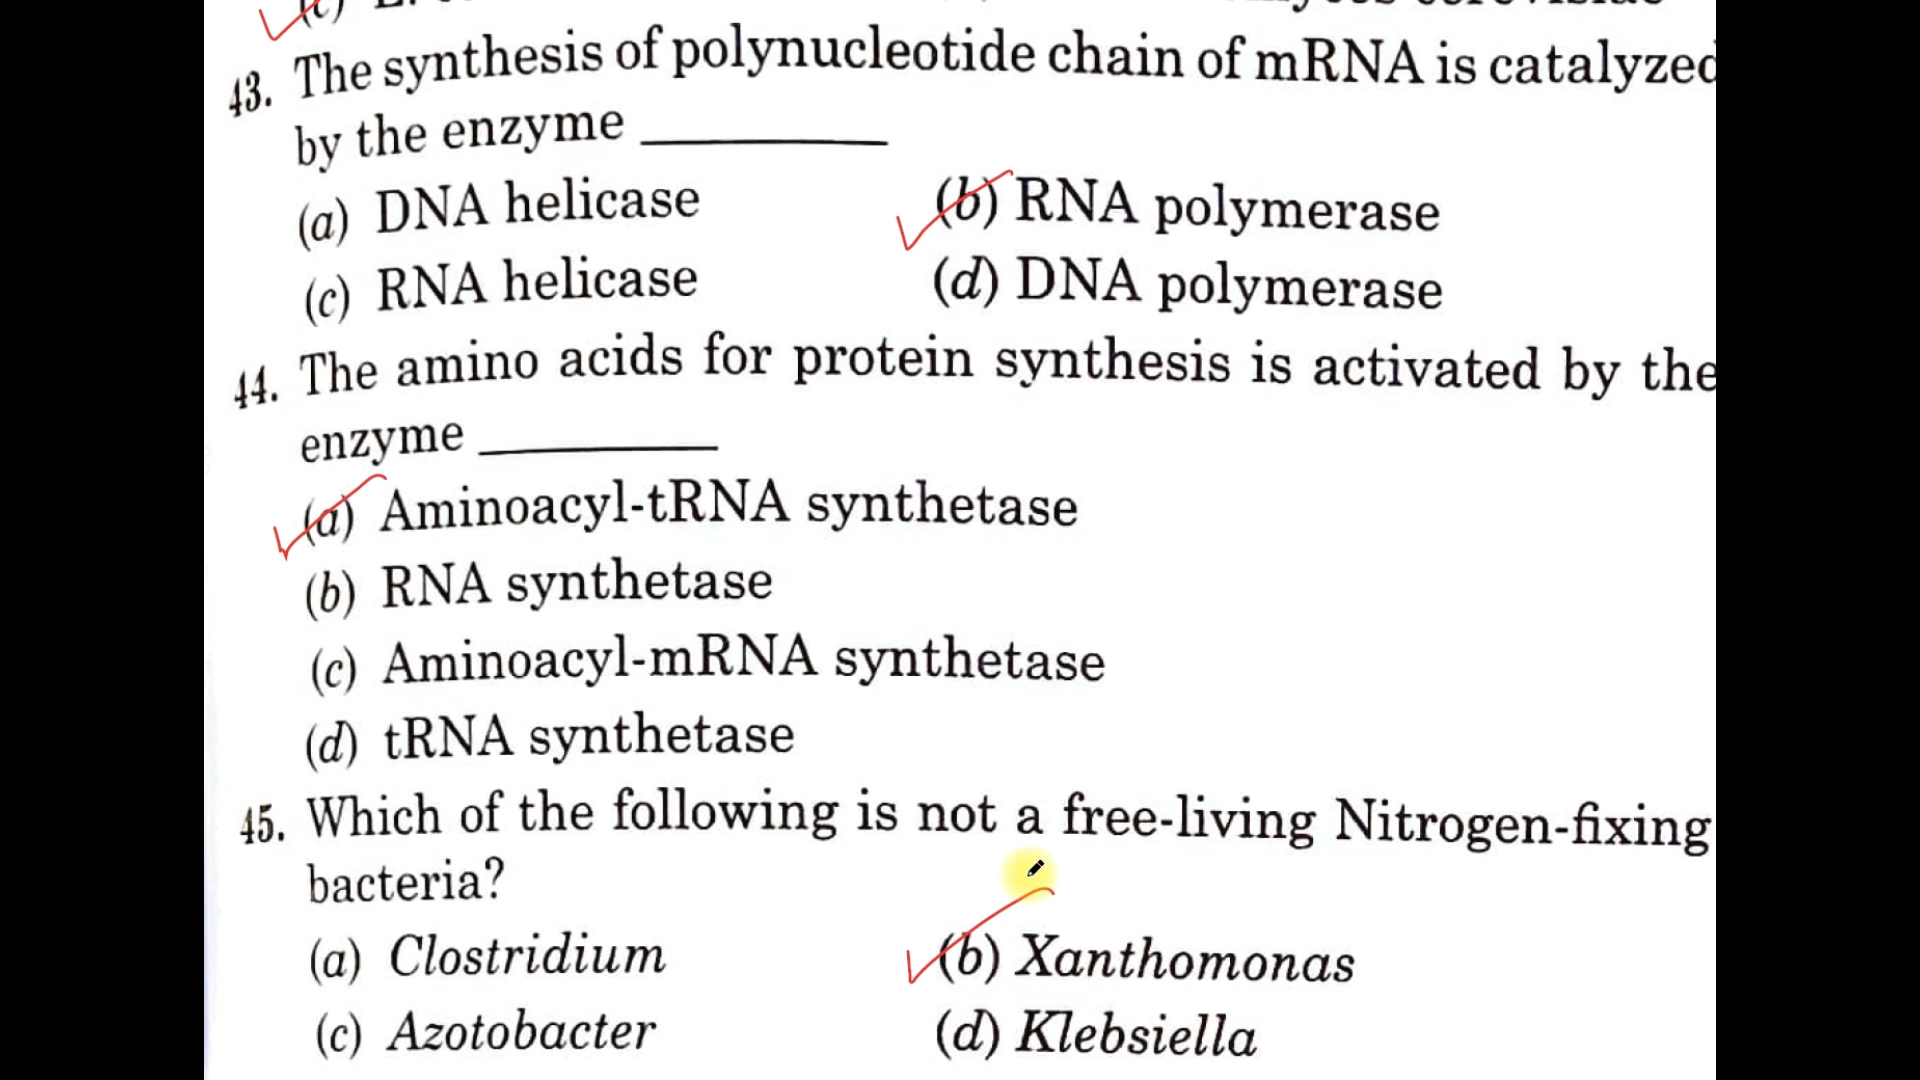 43. The synthesis of polynucleotide chain of mRNA is catalyzed
by the enzyme __________
(a) DNA helicase (b) RNA polymerase
(c) RNA helicase (d) DNA polymerase
44. The amino acids for protein synthesis is activated by the
enzyme __________
(a) Aminoacyl-tRNA synthetase
(b) RNA synthetase
(c) Aminoacyl-mRNA synthetase
(d) tRNA synthetase
45. Which of the following is not a free-living Nitrogen-fixing
bacteria?
(a) Clostridium (b) Xanthomonas
(c) Azotobacter (d) Klebsiella